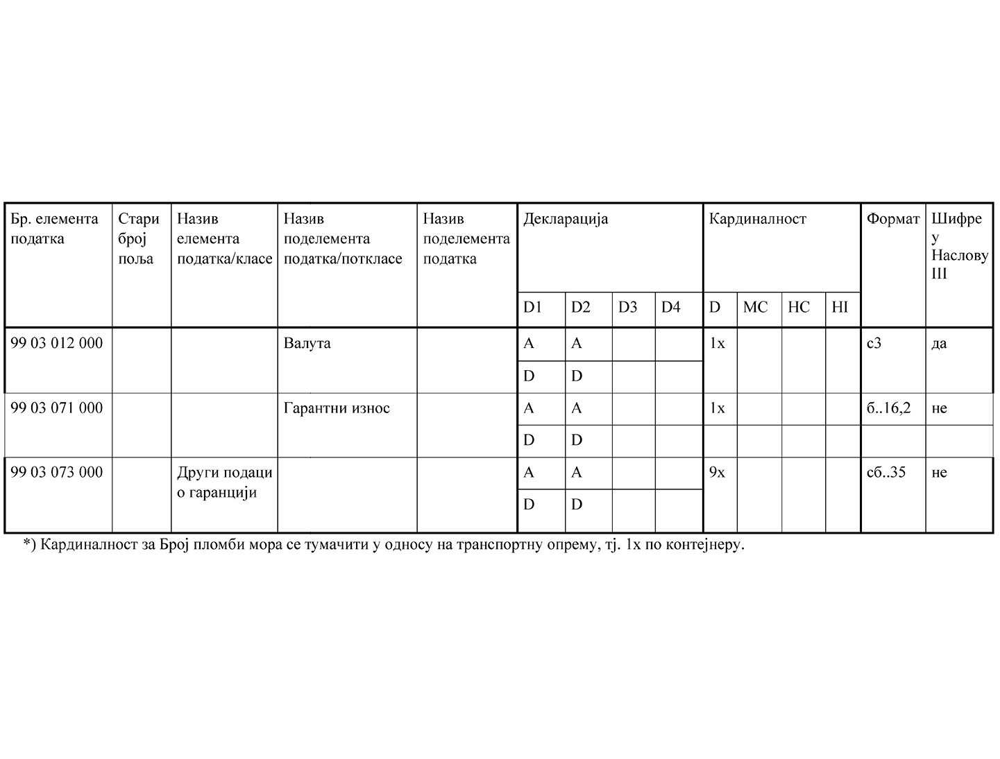 Бр. елемента податка
Стари број поља
Назив елемента податка/класе
Назив поделемента податка/поткласе
Назив поделемента податка
Декларација
Кардиналност
Формат
Шифре у Наслову III
D1 D2 D3 D4 D MC HC HI
99 03 012 000 Валута A A 1x с3 да
D D
99 03 071 000 Гарантни износ A A 1x б..16,2 не
D D
99 03 073 000 Други подаци о гаранцији A A 9x сб..35 не
D D
*) Кардиналност за Број пломби мора се тумачити у односу на транспортну опрему, тј. 1x по контејнеру.